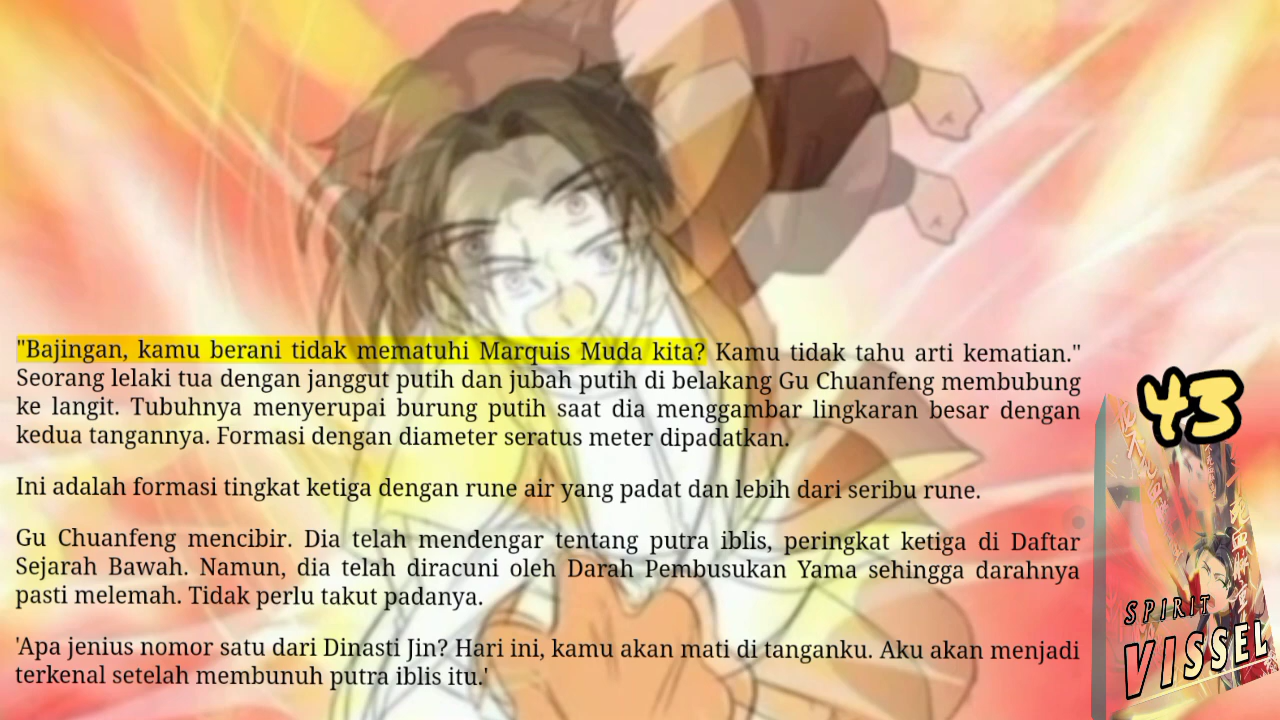 "Bajingan, kamu berani tidak mematuhi Marquis Muda kita? Kamu tidak tahu arti kematian."
Seorang lelaki tua dengan janggut putih dan jubah putih di belakang Gu Chuanfeng membubung
ke langit. Tubuhnya menyerupai burung putih saat dia menggambar lingkaran besar dengan
kedua tangannya. Formasi dengan diameter seratus meter dipadatkan.
Ini adalah formasi tingkat ketiga dengan rune air yang padat dan lebih dari seribu rune.
Gu Chuanfeng mencibir. Dia telah mendengar tentang putra iblis, peringkat ketiga di Daftar
Sejarah Bawah. Namun, dia telah diracuni oleh Darah Pembusukan Yama sehingga darahnya
pasti melemah. Tidak perlu takut padanya.
'Apa jenius nomor satu dari Dinasti Jin? Hari ini, kamu akan mati di tanganku. Aku akan menjadi
terkenal setelah membunuh putra iblis itu.'
43
SPIRIT
VISSEL